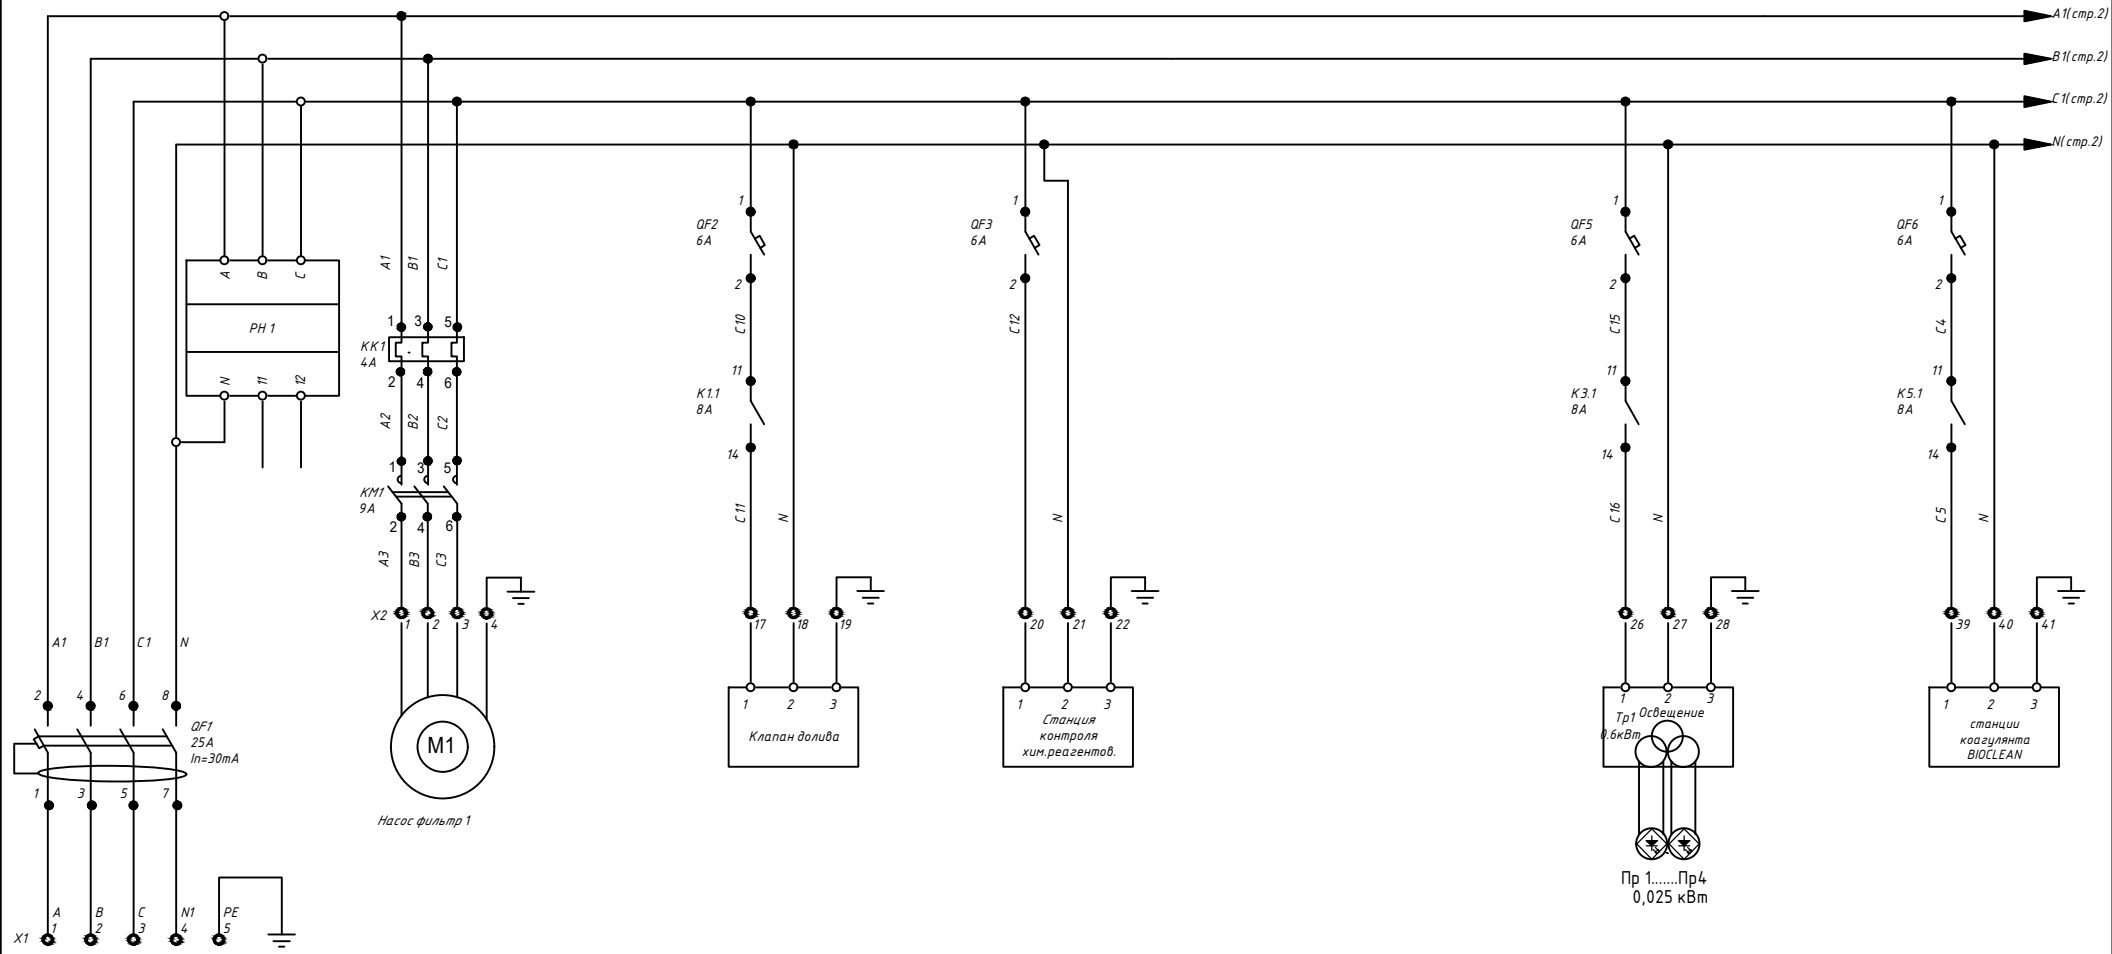 A1(стр.2)
B1(стр.2)
C1(стр.2)
N(стр.2)
A B C
РН 1
N 11 12
A1 B1 C1
1 3 5
KK1
4A
2 4 6
A2 B2 C2
1 3 5
KM1
9A
2 4 6
A3 B3 C3
X2 1 2 3 4
M1
Насос фильтр 1
A1 B1 C1 N
2 4 6 8
QF1
25A
In=30mA
1 3 5 7
A B C N1 PE
X1 1 2 3 4 5
1
QF2
6A
2
C10
11
K1.1
8A
14
C11 N
17 18 19
1 2 3
Клапан долива
1
QF3
6A
2
C12
N
20 21 22
1 2 3
Станция
контроля
хим.реагентов.
1
QF5
6A
2
C15
11
K3.1
8A
14
C16 N
26 27 28
1 2 3
Тр1 Освещение
0.6кВт
Пр 1.......Пр4
0,025 кВт
1
QF6
6A
2
C4
11
K5.1
8A
14
C5 N
39 40 41
1 2 3
станции
коагулянта
BIOCLEAN